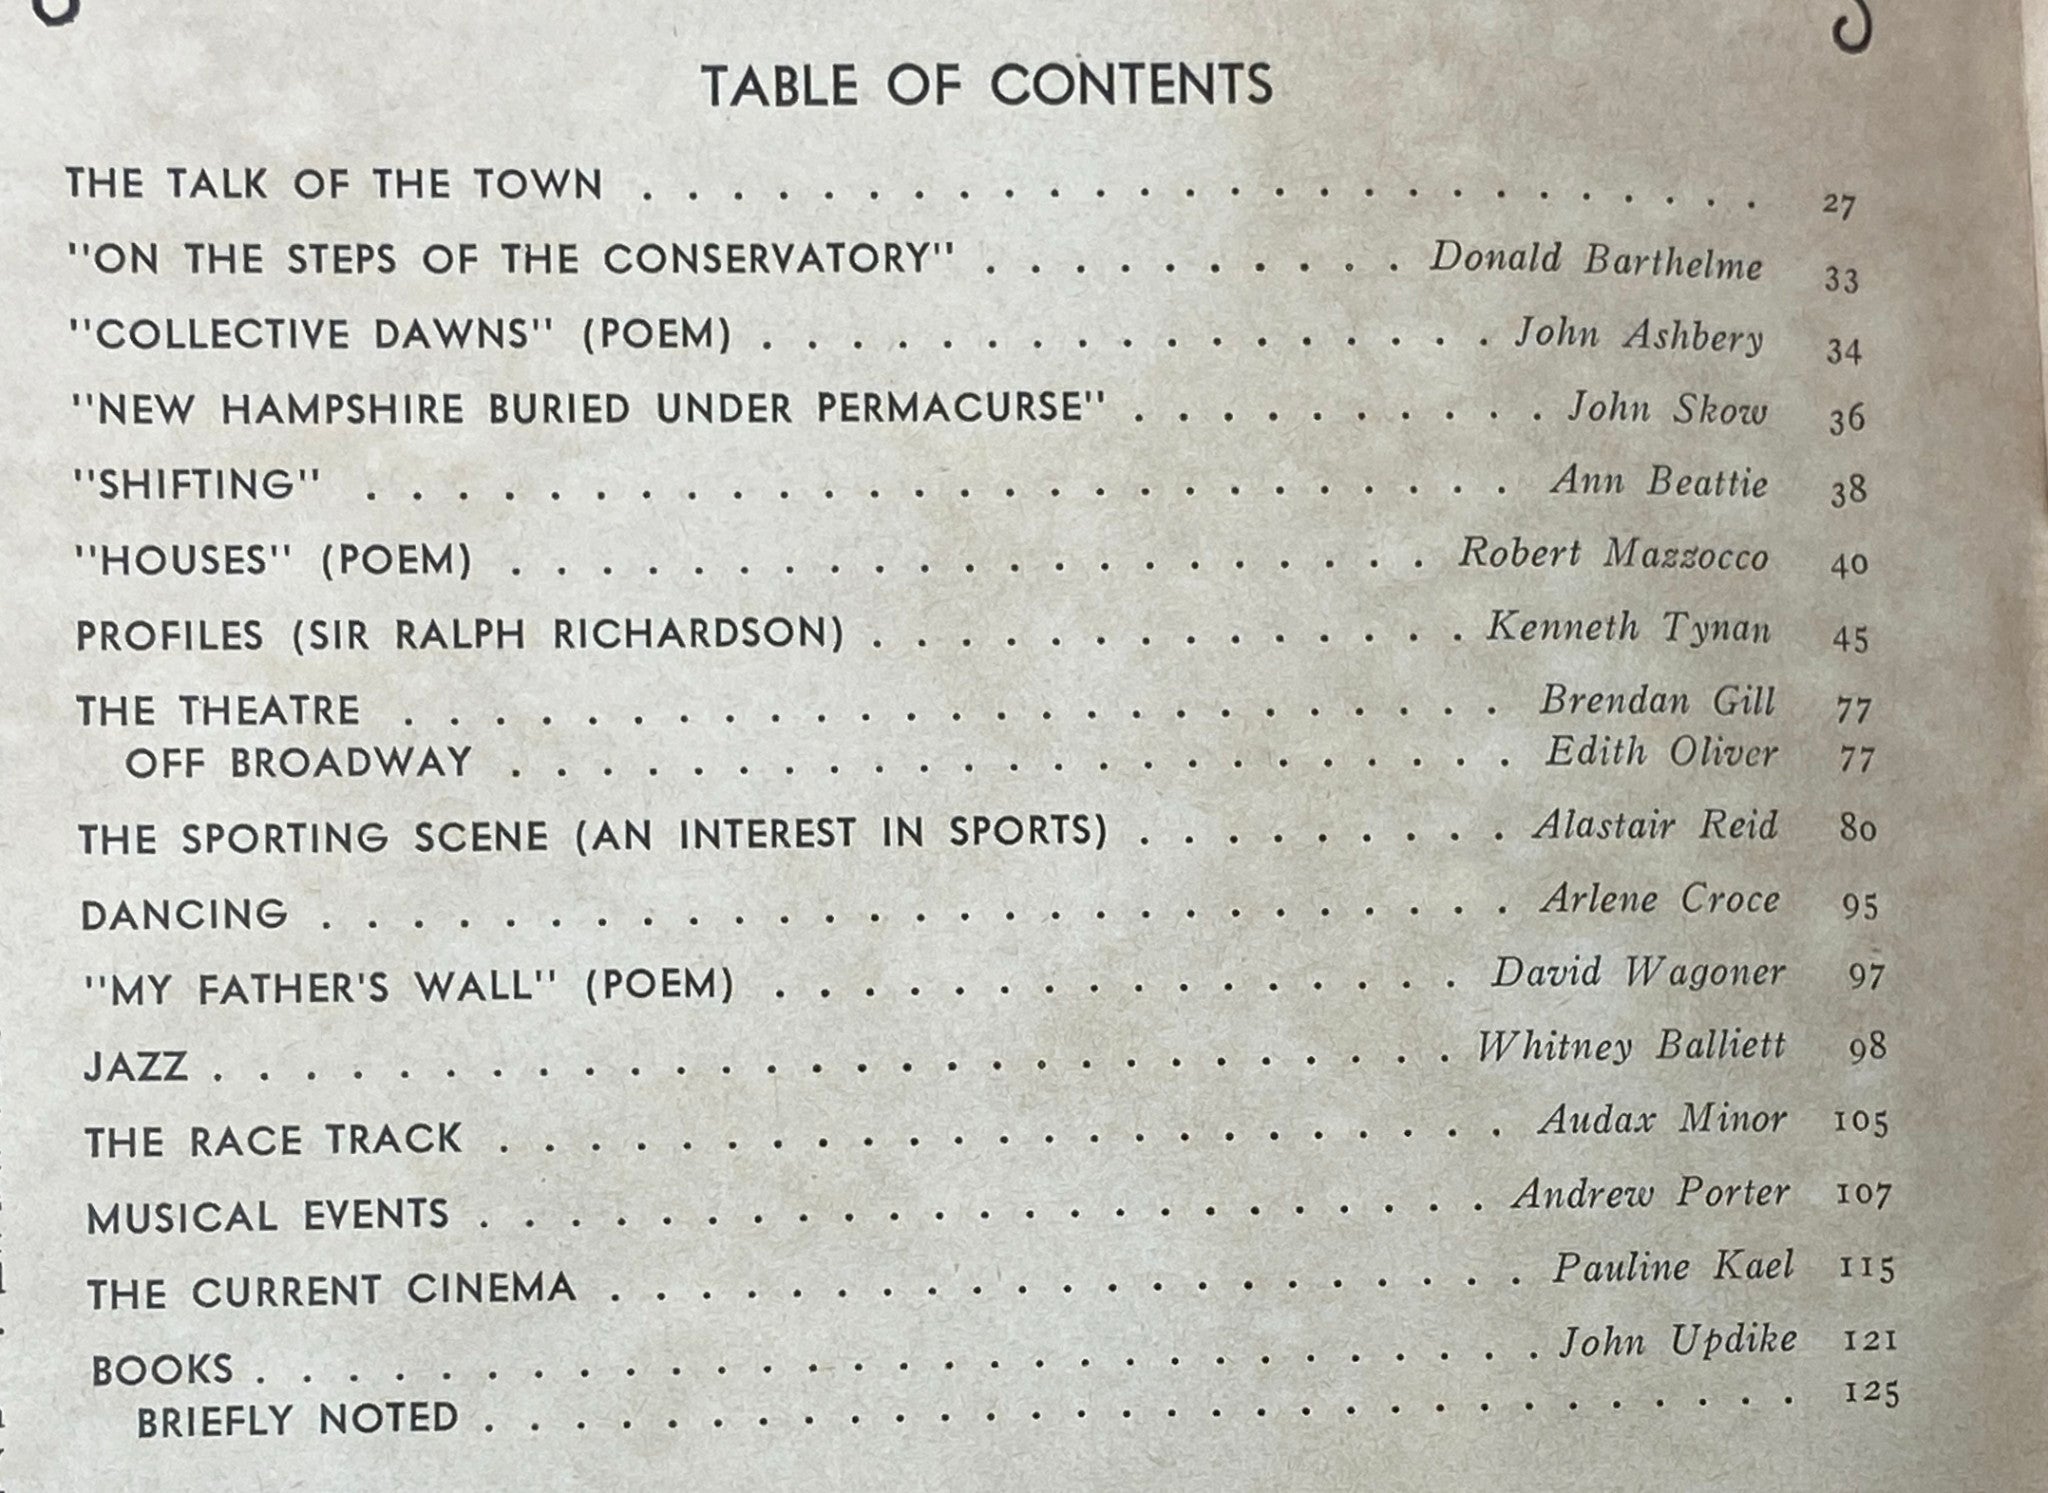 TABLE OF CONTENTS
THE TALK OF THE TOWN . . . . . . . . . . . . . . . . . . . . . . . . . 27
"ON THE STEPS OF THE CONSERVATORY" . . . . . . . . . . Donald Barthelme 33
"COLLECTIVE DAWNS" (POEM) . . . . . . . . . . . . . . . . . John Ashbery 34
"NEW HAMPSHIRE BURIED UNDER PERMACURSE" . . . . . . . . . . John Skow 36
"SHIFTING" . . . . . . . . . . . . . . . . . . . . . . . . . . Ann Beattie 38
"HOUSES" (POEM) . . . . . . . . . . . . . . . . . . . . . Robert Mazzocco 40
PROFILES (SIR RALPH RICHARDSON) . . . . . . . . . . . . . . Kenneth Tynan 45
THE THEATRE . . . . . . . . . . . . . . . . . . . . . . . . . Brendan Gill 77
OFF BROADWAY . . . . . . . . . . . . . . . . . . . . . . . Edith Oliver 77
THE SPORTING SCENE (AN INTEREST IN SPORTS) . . . . . . . . . Alastair Reid 80
DANCING . . . . . . . . . . . . . . . . . . . . . . . . . . . Arlene Croce 95
"MY FATHER'S WALL" (POEM) . . . . . . . . . . . . . . . . David Wagoner 97
JAZZ . . . . . . . . . . . . . . . . . . . . . . . . . . . . Whitney Balliett 98
THE RACE TRACK . . . . . . . . . . . . . . . . . . . . . . . Audax Minor 105
MUSICAL EVENTS . . . . . . . . . . . . . . . . . . . . . . . Andrew Porter 107
THE CURRENT CINEMA . . . . . . . . . . . . . . . . . . . . . Pauline Kael 115
BOOKS . . . . . . . . . . . . . . . . . . . . . . . . . . . . . John Updike 121
BRIEFLY NOTED . . . . . . . . . . . . . . . . . . . . . . . . . . . . . 125